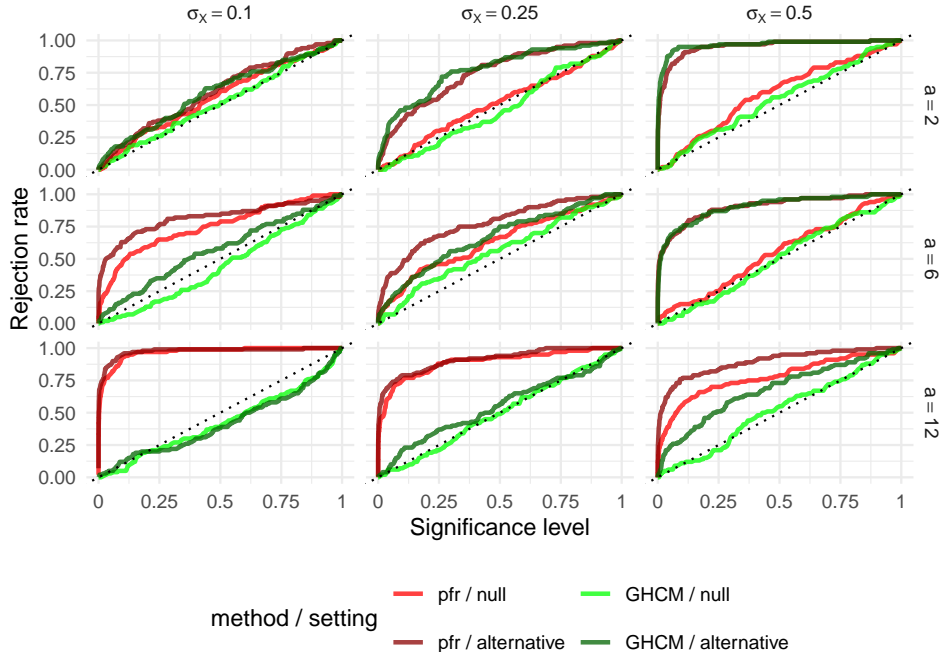 σX = 0.1
σX = 0.25
σX = 0.5
1.00
0.75
0.50
0.25
0.00
a = 2
1.00
0.75
0.50
0.25
0.00
a = 6
1.00
0.75
0.50
0.25
0.00
a = 12
Rejection rate
0 0.25 0.50 0.75 1
0 0.25 0.50 0.75 1
0 0.25 0.50 0.75 1
Significance level
method / setting
pfr / null
GHCM / null
pfr / alternative
GHCM / alternative